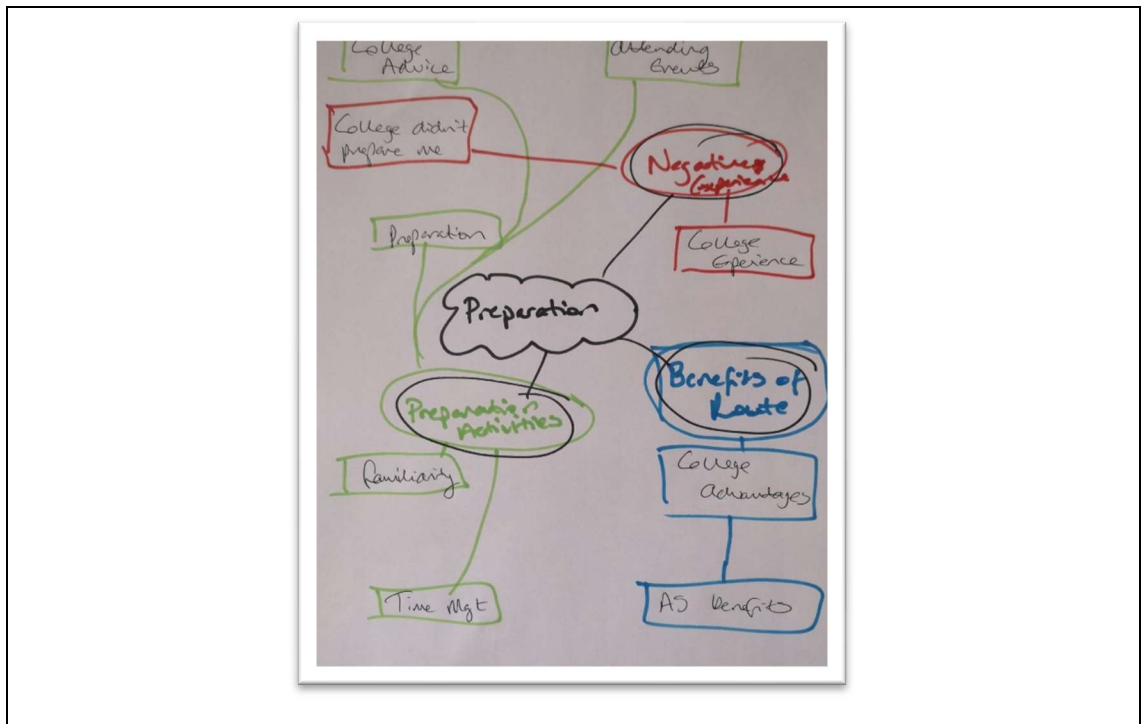 College
Advice
Attending
Events
College didn't
prepare me
Negative
Experience
Preparation
College
Experience
Preparation
Benefits of
Route
Preparation
Activities
College
Advantages
Familiarity
Time Mgt
AS benefits